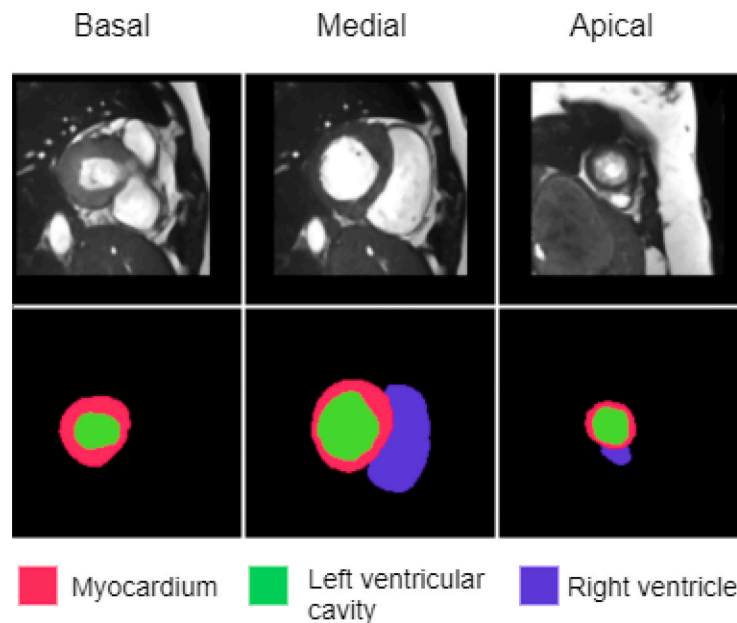 Basal
Medial
Apical
Myocardium
Left ventricular
cavity
Right ventricle